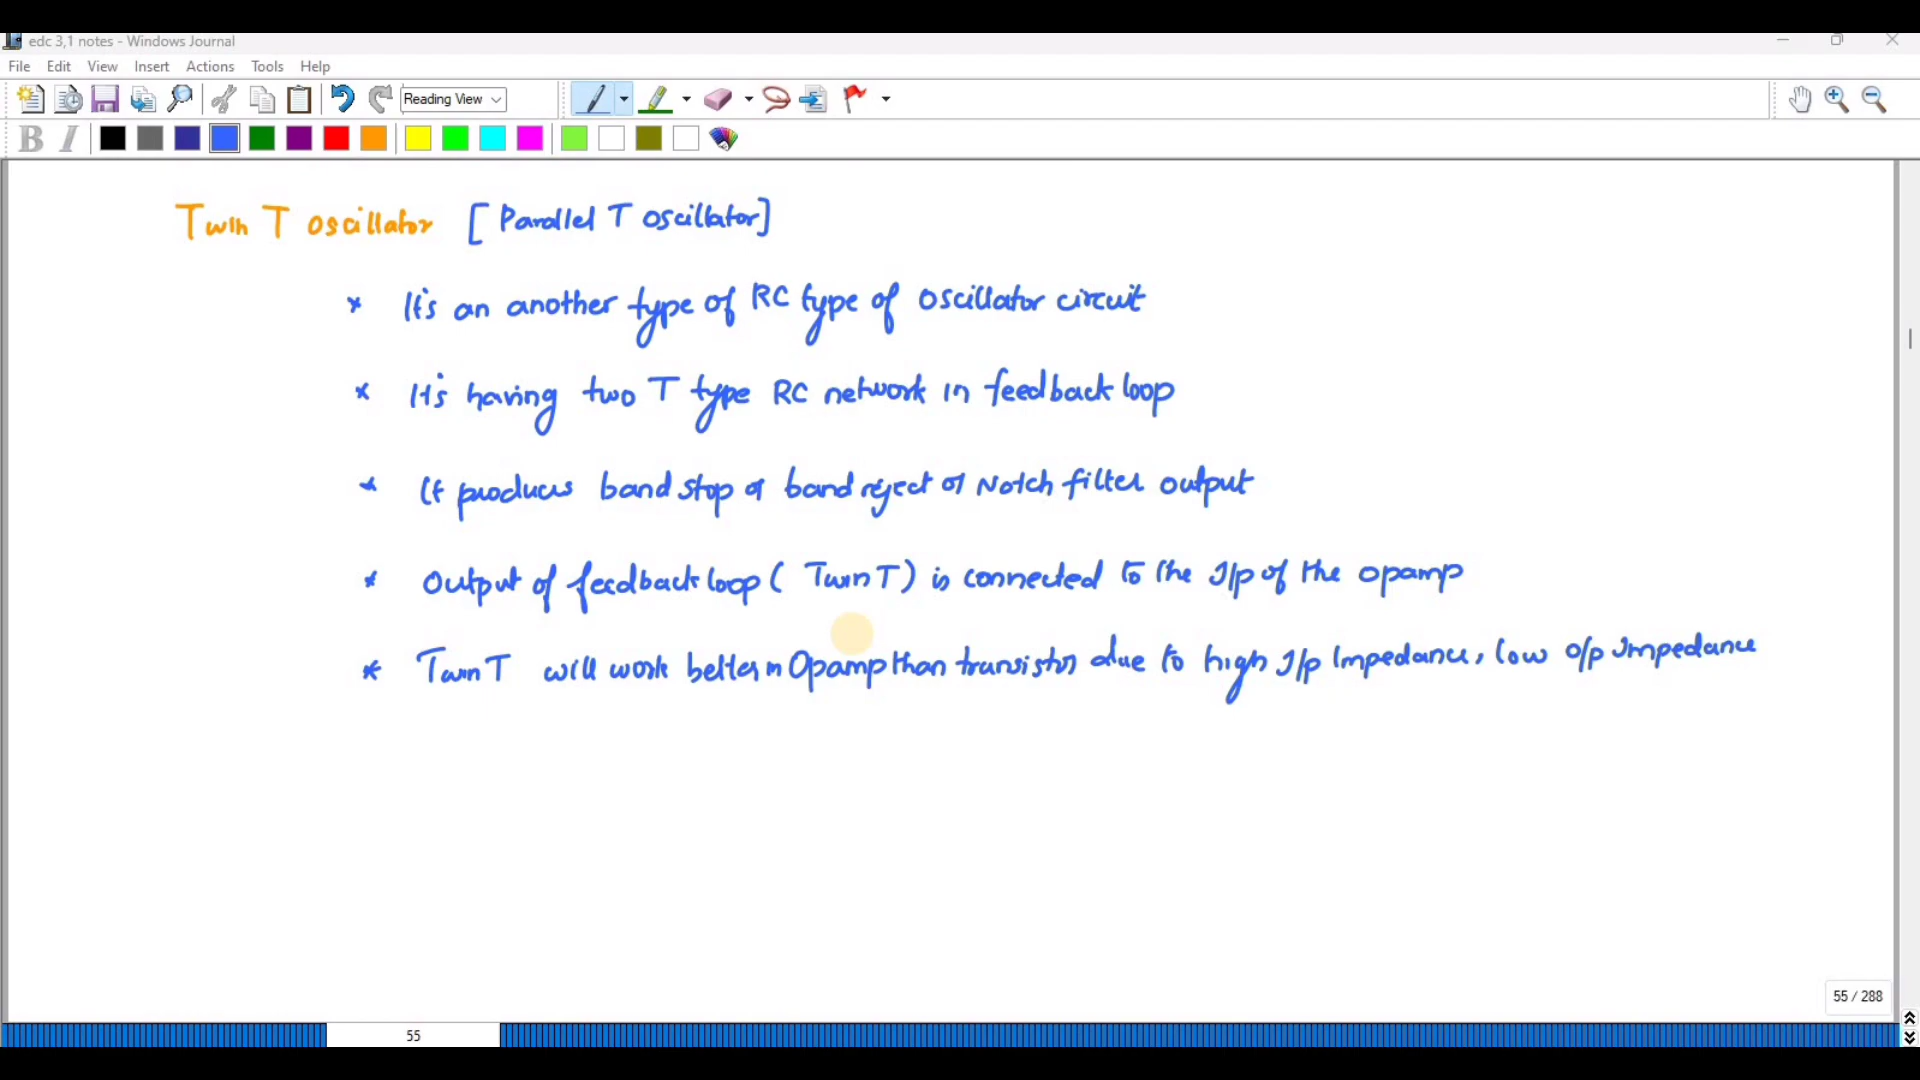 edc 3,1 notes - Windows Journal
File Edit View Insert Actions Tools Help
Reading View
B I
Twin T oscillator [Parallel T oscillator]
* It's an another type of RC type of oscillator circuit
* It's having two T type RC network in feedback loop
* It produces band stop or band reject or Notch filter output
* Output of feedback loop ( Twin T) is connected to the I/p of the opamp
* Twin T will work better in Opamp than transistor due to high I/p Impedance, low o/p Impedance
55 / 288
55